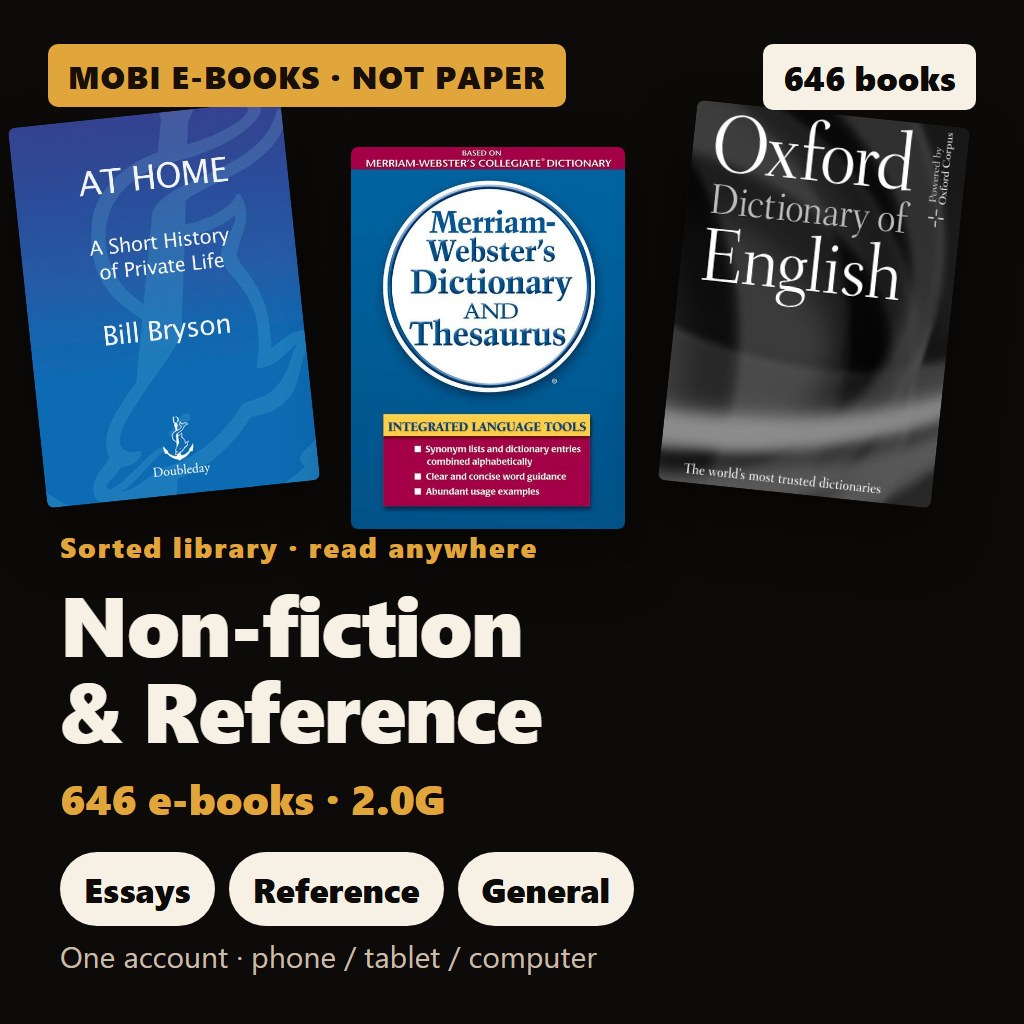 MOBI E-BOOKS · NOT PAPER
646 books
AT HOME
A Short History
of Private Life
Bill Bryson
Doubleday
BASED ON
MERRIAM-WEBSTER'S COLLEGIATE® DICTIONARY
Merriam-
Webster's
Dictionary
AND
Thesaurus
®
INTEGRATED LANGUAGE TOOLS
■ Synonym lists and dictionary entries
combined alphabetically
■ Clear and concise word guidance
■ Abundant usage examples
Oxford
Dictionary of
English
Powered by
Oxford Corpus
The world's most trusted dictionaries
Sorted library · read anywhere
Non-fiction
& Reference
646 e-books · 2.0G
Essays
Reference
General
One account · phone / tablet / computer